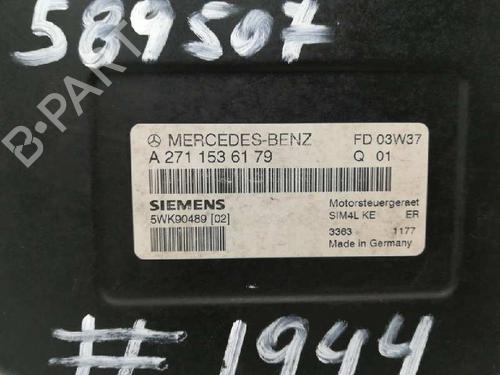 589507
B-PARTS
MERCEDES-BENZ FD 03W37
A 271 153 61 79 Q 01
SIEMENS Motorsteuergeraet
5WK90489 [02] SIM4L KE ER
3363 1177
Made in Germany
# 1944